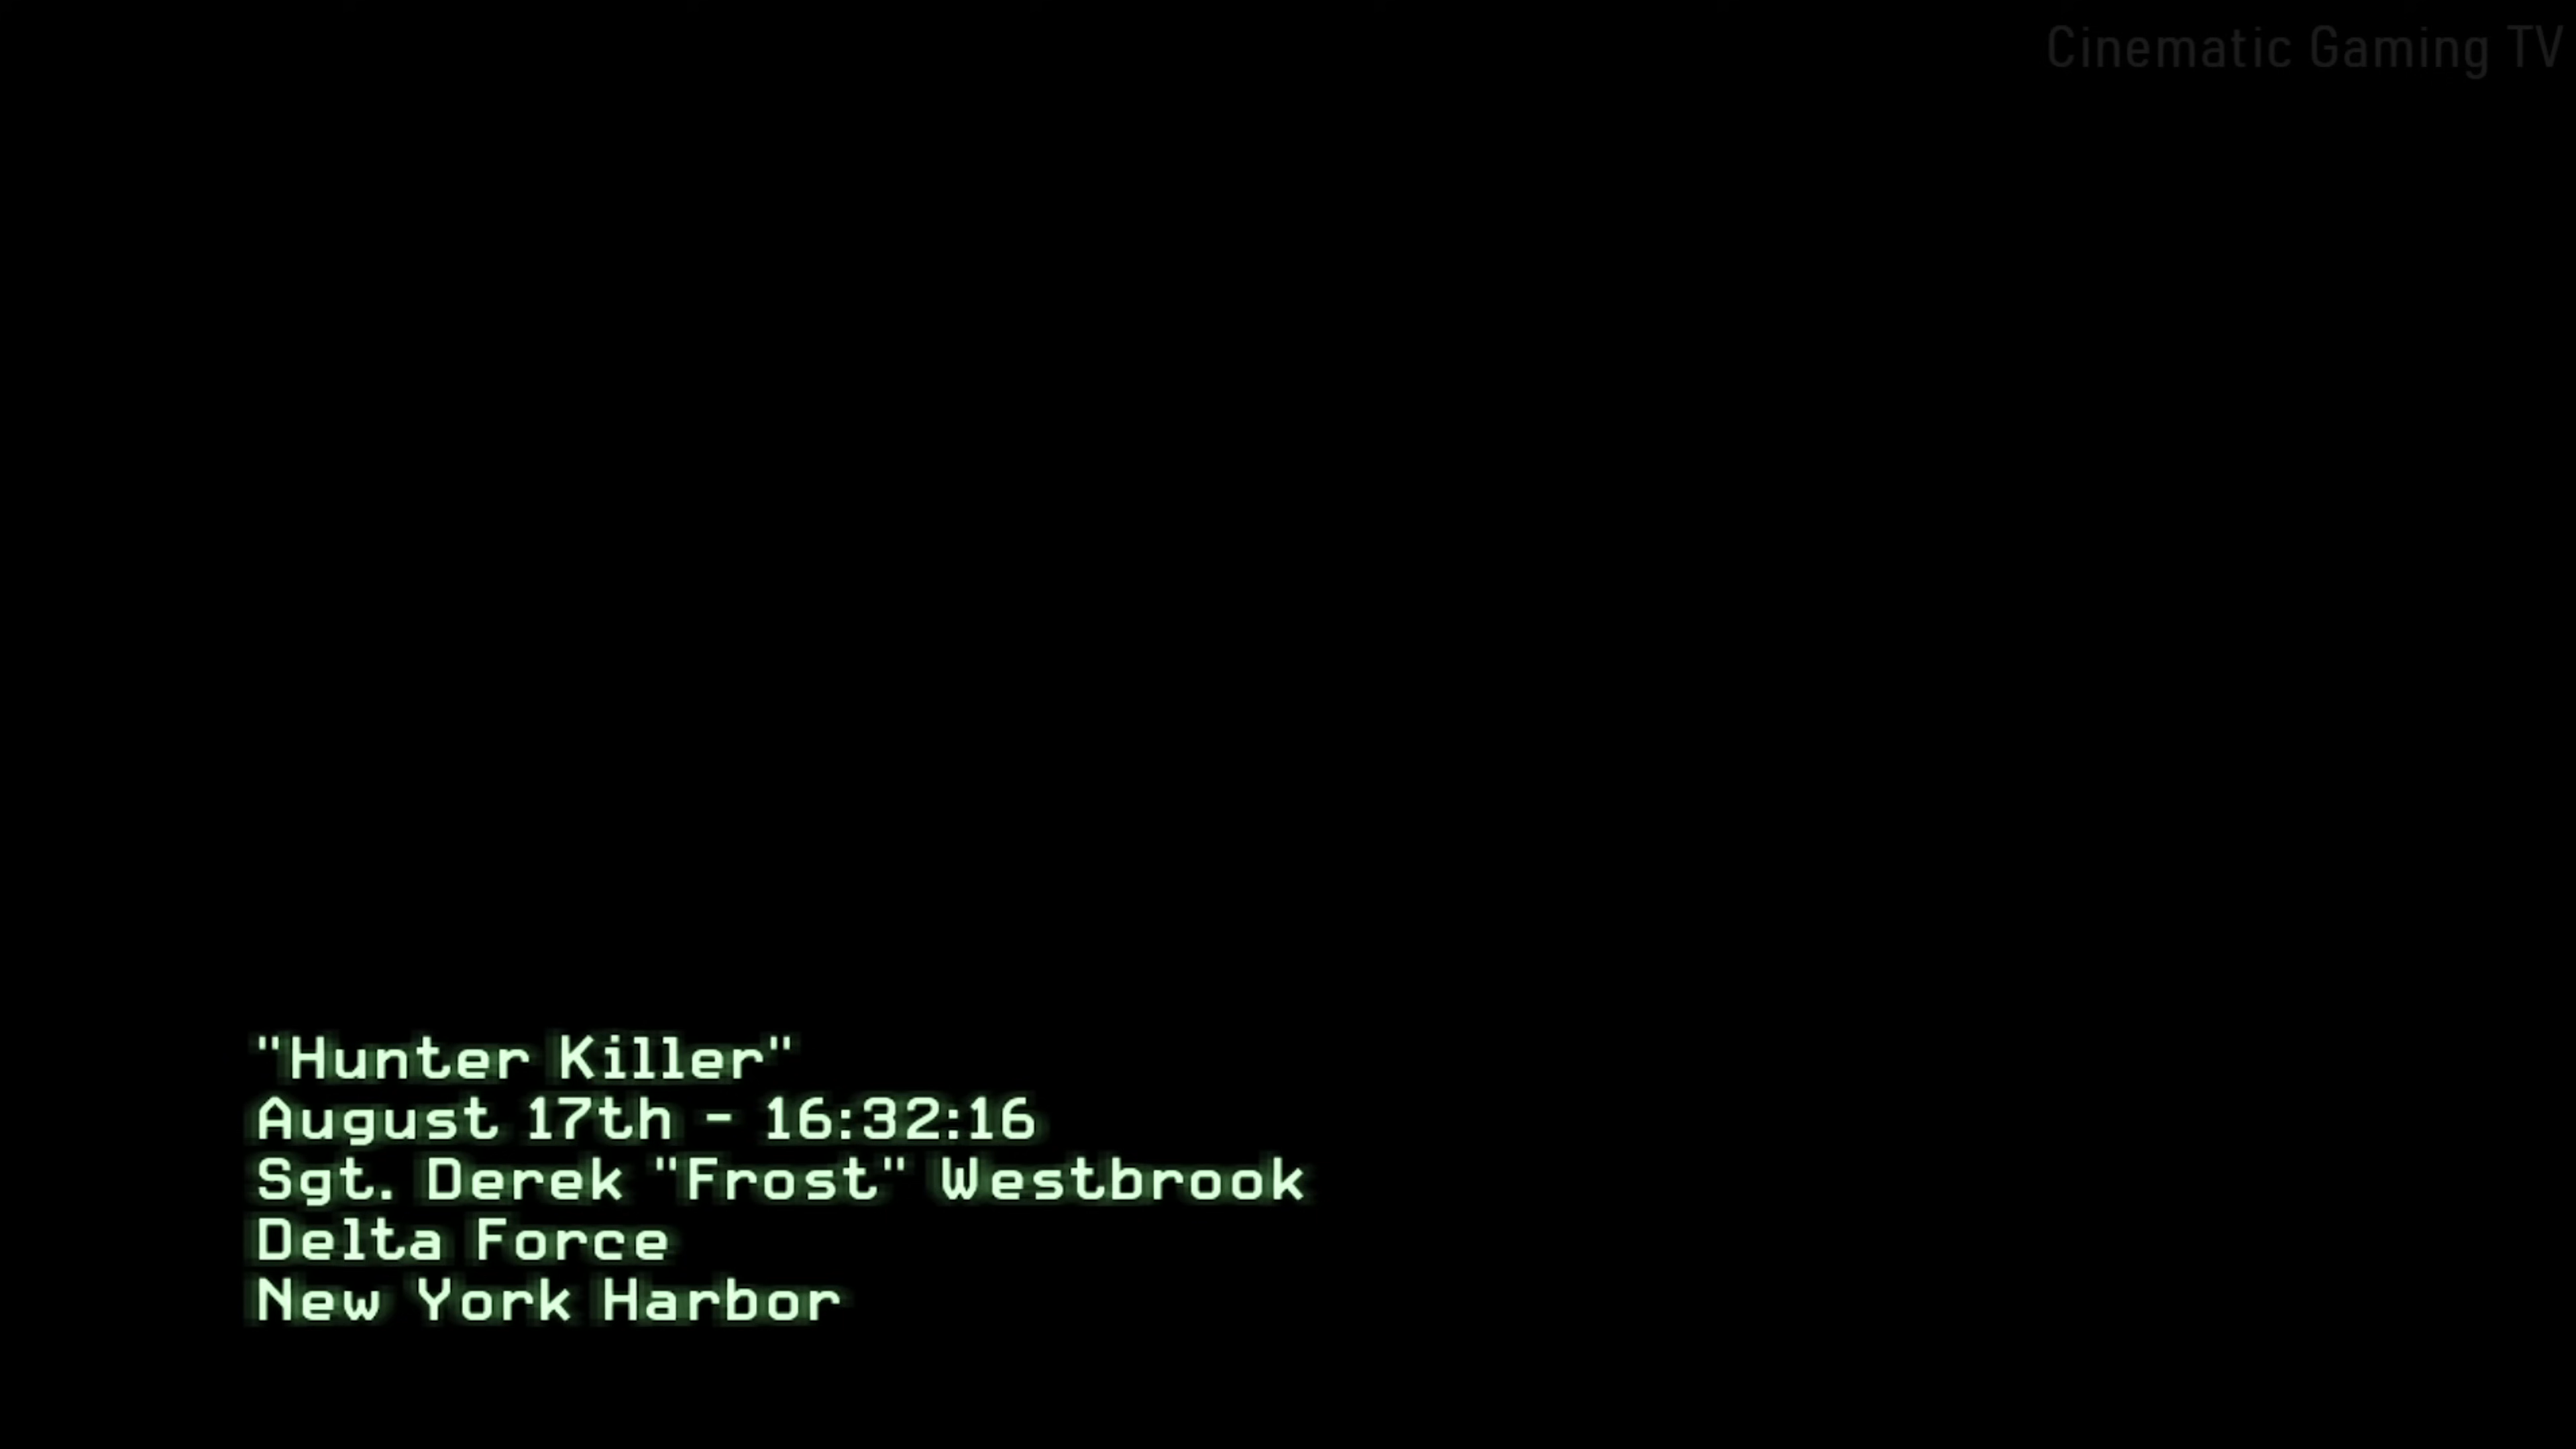 Cinematic Gaming TV
"Hunter Killer"
August 17th - 16:32:16
Sgt. Derek "Frost" Westbrook
Delta Force
New York Harbor